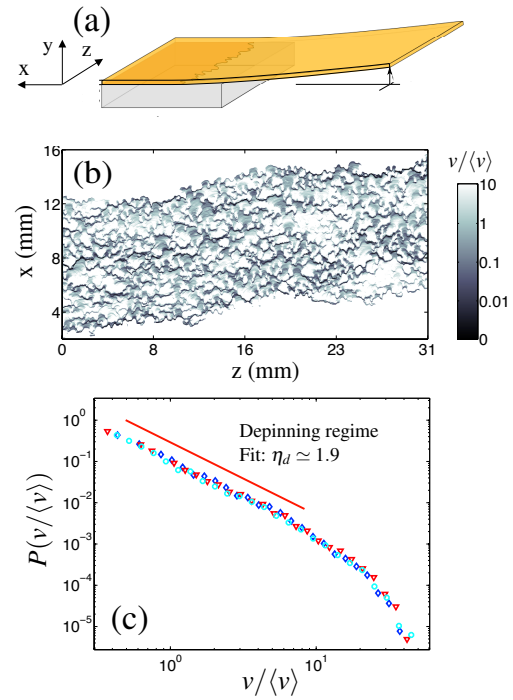 (a)
y
z
x
(b)
v/⟨v⟩
16
12
8
4
x (mm)
0
8
16
24
31
z (mm)
10
1
0.1
0.01
0
10⁰
10⁻¹
10⁻²
10⁻³
10⁻⁴
10⁻⁵
P(v/⟨v⟩)
Depinning regime
Fit: η_d ≃ 1.9
(c)
10⁰
10¹
v/⟨v⟩